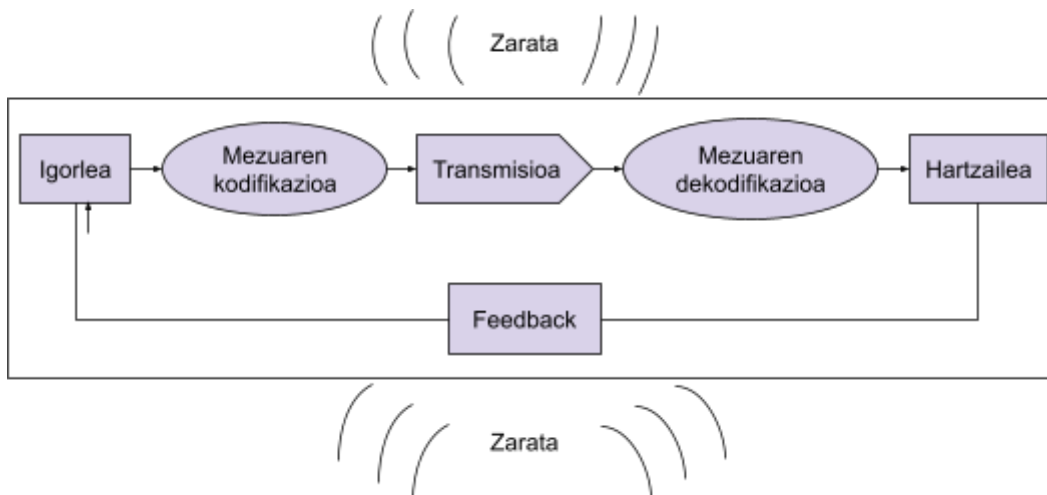 Zarata
Igorlea
Mezuaren
kodifikazioa
Transmisioa
Mezuaren
dekodifikazioa
Hartzailea
Feedback
Zarata